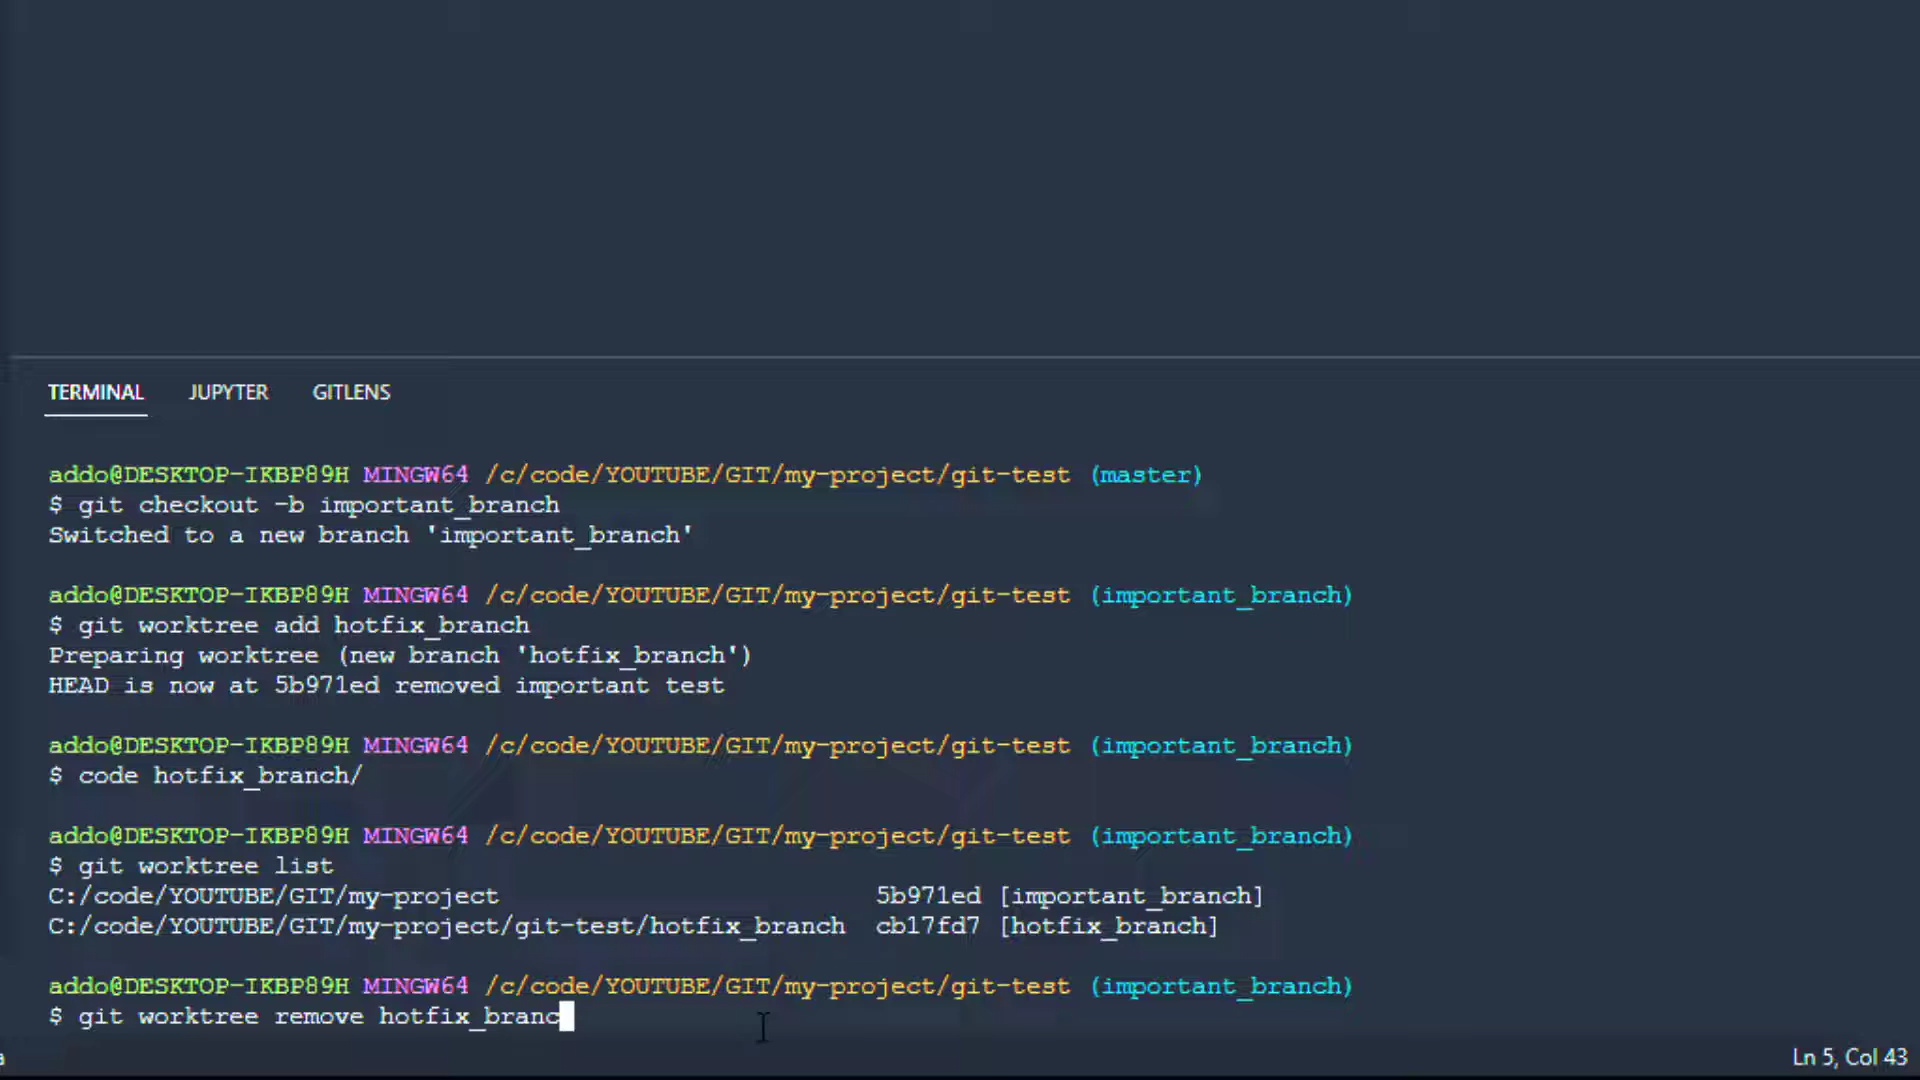 TERMINAL JUPYTER GITLENS
addo@DESKTOP-IKBP89H MINGW64 /c/code/YOUTUBE/GIT/my-project/git-test (master)
$ git checkout -b important_branch
Switched to a new branch 'important_branch'
addo@DESKTOP-IKBP89H MINGW64 /c/code/YOUTUBE/GIT/my-project/git-test (important_branch)
$ git worktree add hotfix_branch
Preparing worktree (new branch 'hotfix_branch')
HEAD is now at 5b971ed removed important test
addo@DESKTOP-IKBP89H MINGW64 /c/code/YOUTUBE/GIT/my-project/git-test (important_branch)
$ code hotfix_branch/
addo@DESKTOP-IKBP89H MINGW64 /c/code/YOUTUBE/GIT/my-project/git-test (important_branch)
$ git worktree list
C:/code/YOUTUBE/GIT/my-project 5b971ed [important_branch]
C:/code/YOUTUBE/GIT/my-project/git-test/hotfix_branch cb17fd7 [hotfix_branch]
addo@DESKTOP-IKBP89H MINGW64 /c/code/YOUTUBE/GIT/my-project/git-test (important_branch)
$ git worktree remove hotfix_branc
Ln 5, Col 43